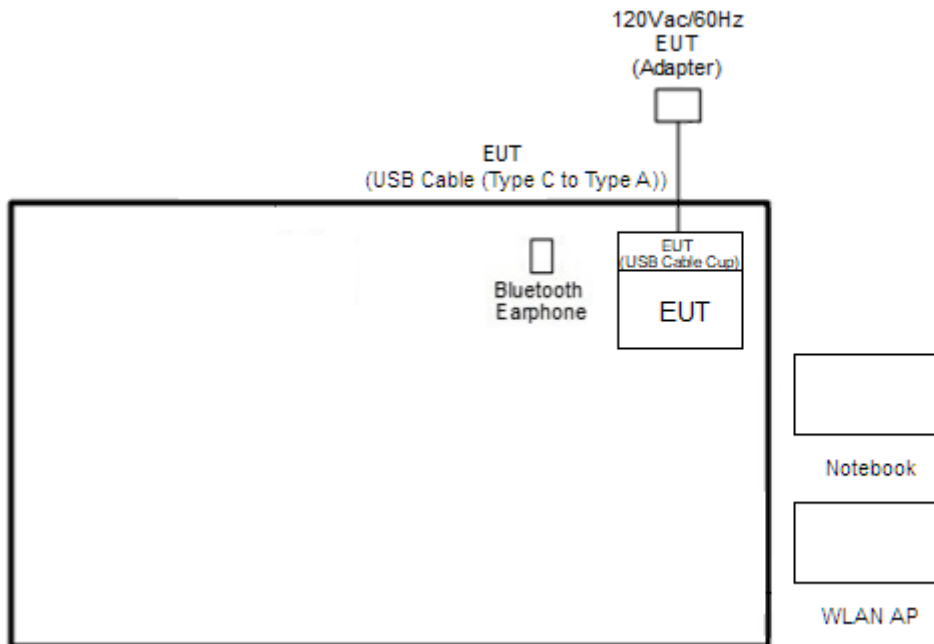 120Vac/60Hz
EUT
(Adapter)
EUT
(USB Cable (Type C to Type A))
EUT
(USB Cable Cup)
EUT
Bluetooth
Earphone
Notebook
WLAN AP